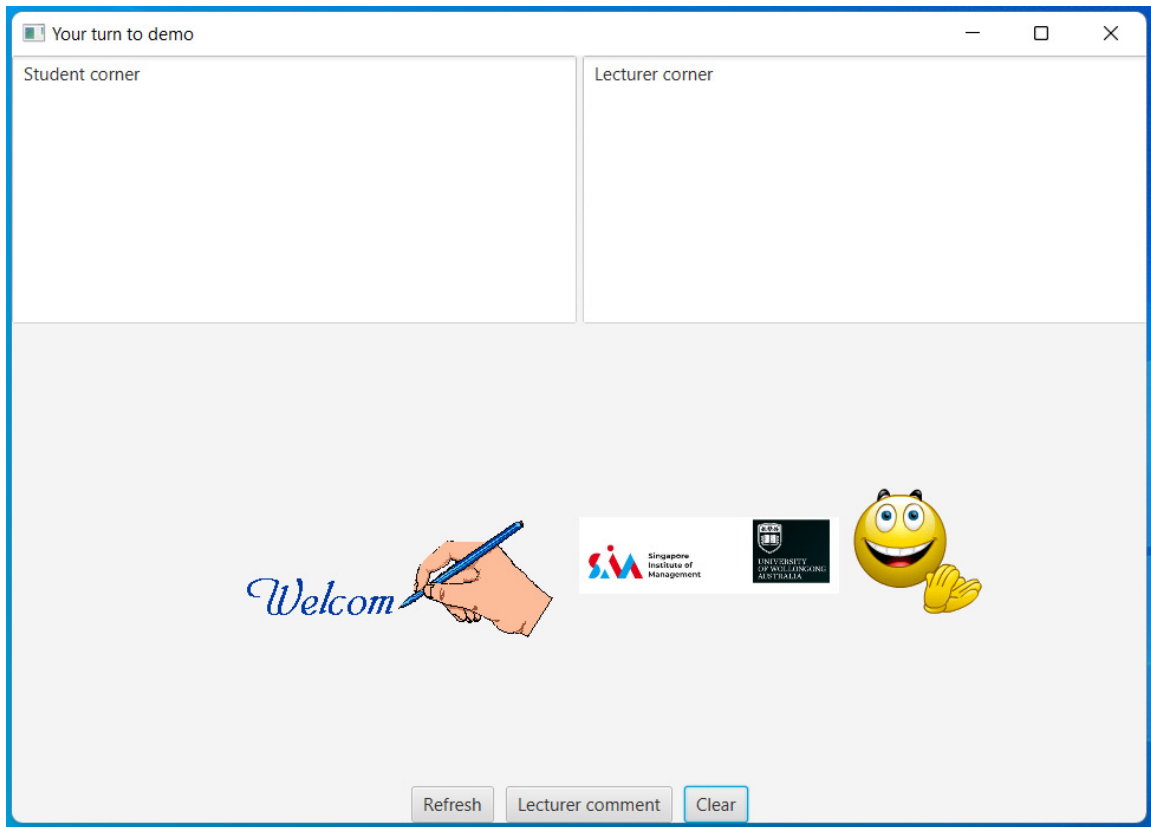 Your turn to demo
Student corner
Lecturer corner
Welcom
Singapore
Institute of
Management
UNIVERSITY
OF WOLLONGONG
AUSTRALIA
Refresh
Lecturer comment
Clear